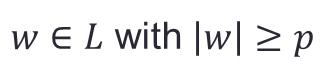 w ∈ L with |w| ≥ p